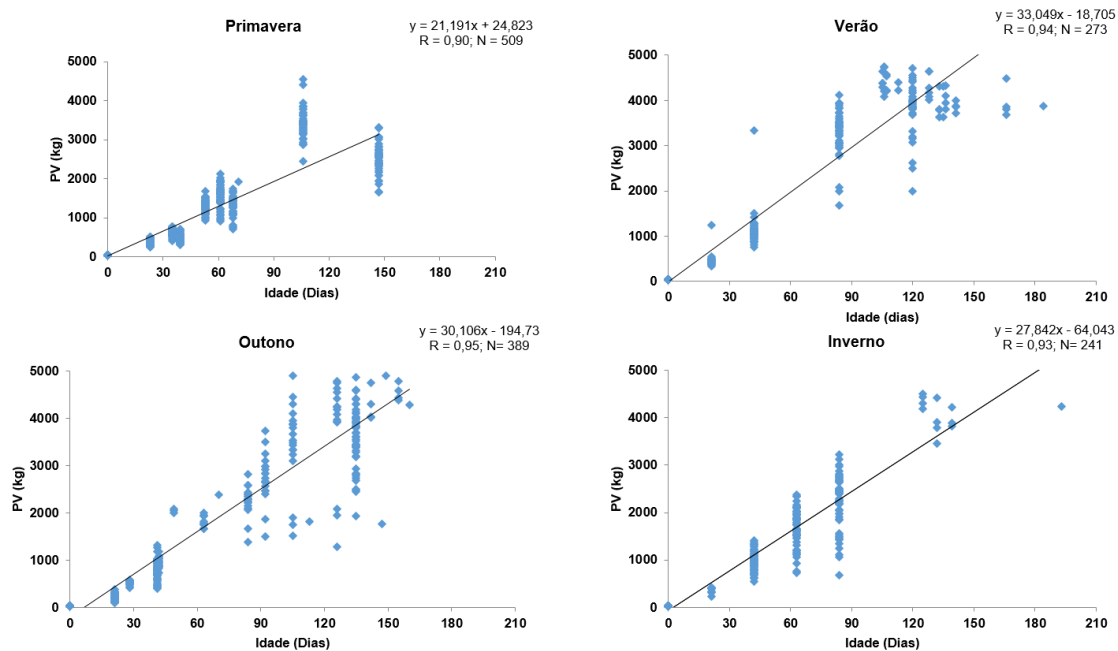 Primavera
y = 21,191x + 24,823
R = 0,90; N = 509
PV (kg)
5000
4000
3000
2000
1000
0
0 30 60 90 120 150 180 210
Idade (Dias)
Verão
y = 33,049x - 18,705
R = 0,94; N = 273
PV (kg)
5000
4000
3000
2000
1000
0
0 30 60 90 120 150 180 210
Idade (dias)
Outono
y = 30,106x - 194,73
R = 0,95; N= 389
PV (kg)
5000
4000
3000
2000
1000
0
0 30 60 90 120 150 180 210
Idade (Dias)
Inverno
y = 27,842x - 64,043
R = 0,93; N= 241
PV (kg)
5000
4000
3000
2000
1000
0
0 30 60 90 120 150 180 210
Idade (Dias)